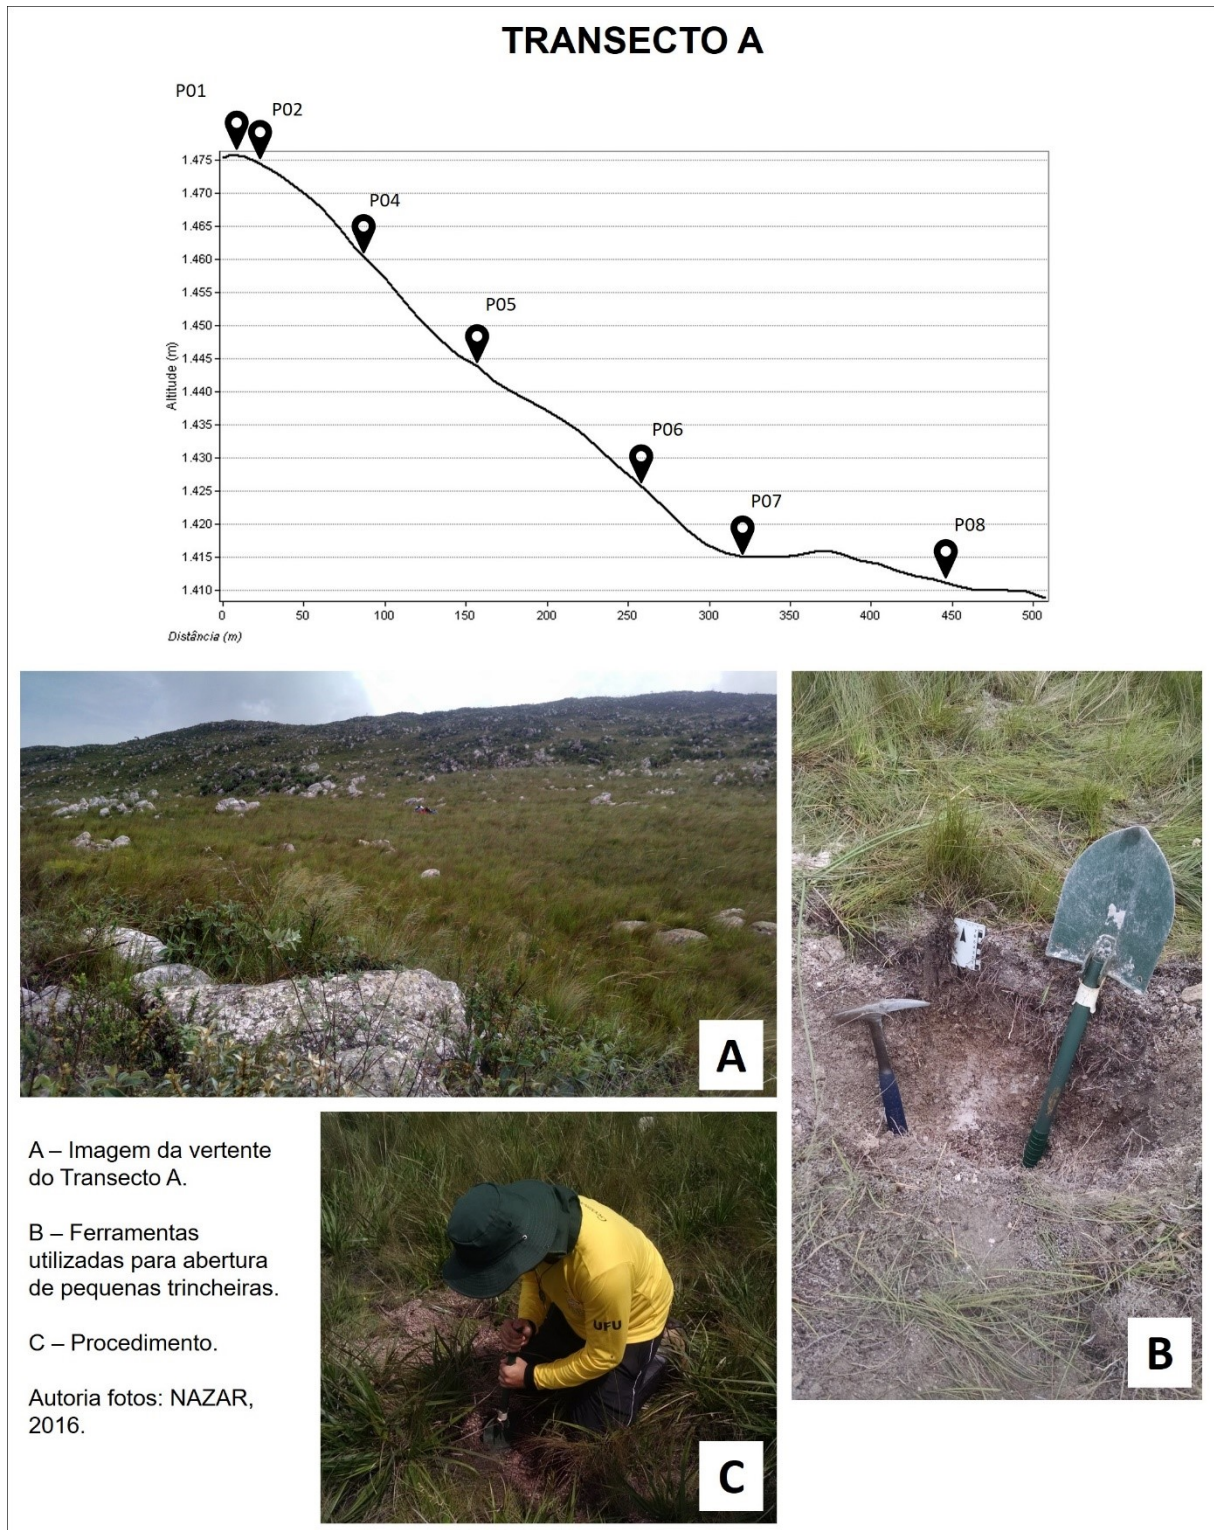 TRANSECTO A
P01
P02
P04
P05
P06
P07
P08
1.475
1.470
1.465
1.460
1.455
1.450
1.445
1.440
1.435
1.430
1.425
1.420
1.415
1.410
Altitude (m)
0 50 100 150 200 250 300 350 400 450 500
Distância (m)
A
B
A – Imagem da vertente
do Transecto A.
B – Ferramentas
utilizadas para abertura
de pequenas trincheiras.
C – Procedimento.
Autoria fotos: NAZAR,
2016.
UFU
C